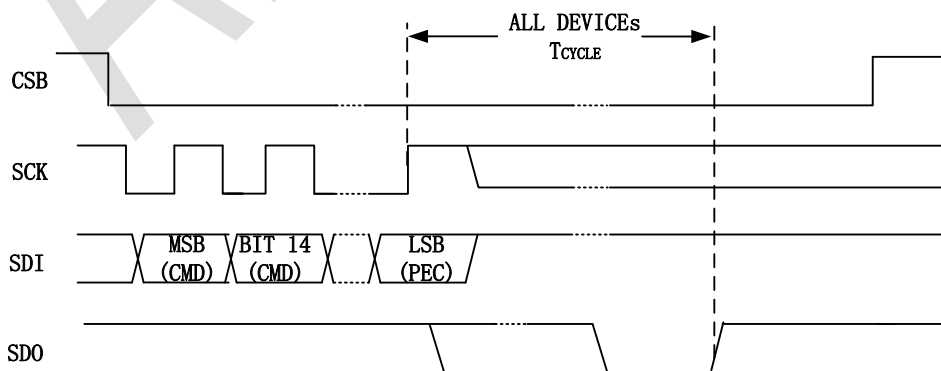 ALL DEVICEs
TCYCLE
CSB
SCK
SDI
MSB
(CMD)
BIT 14
(CMD)
LSB
(PEC)
SDO